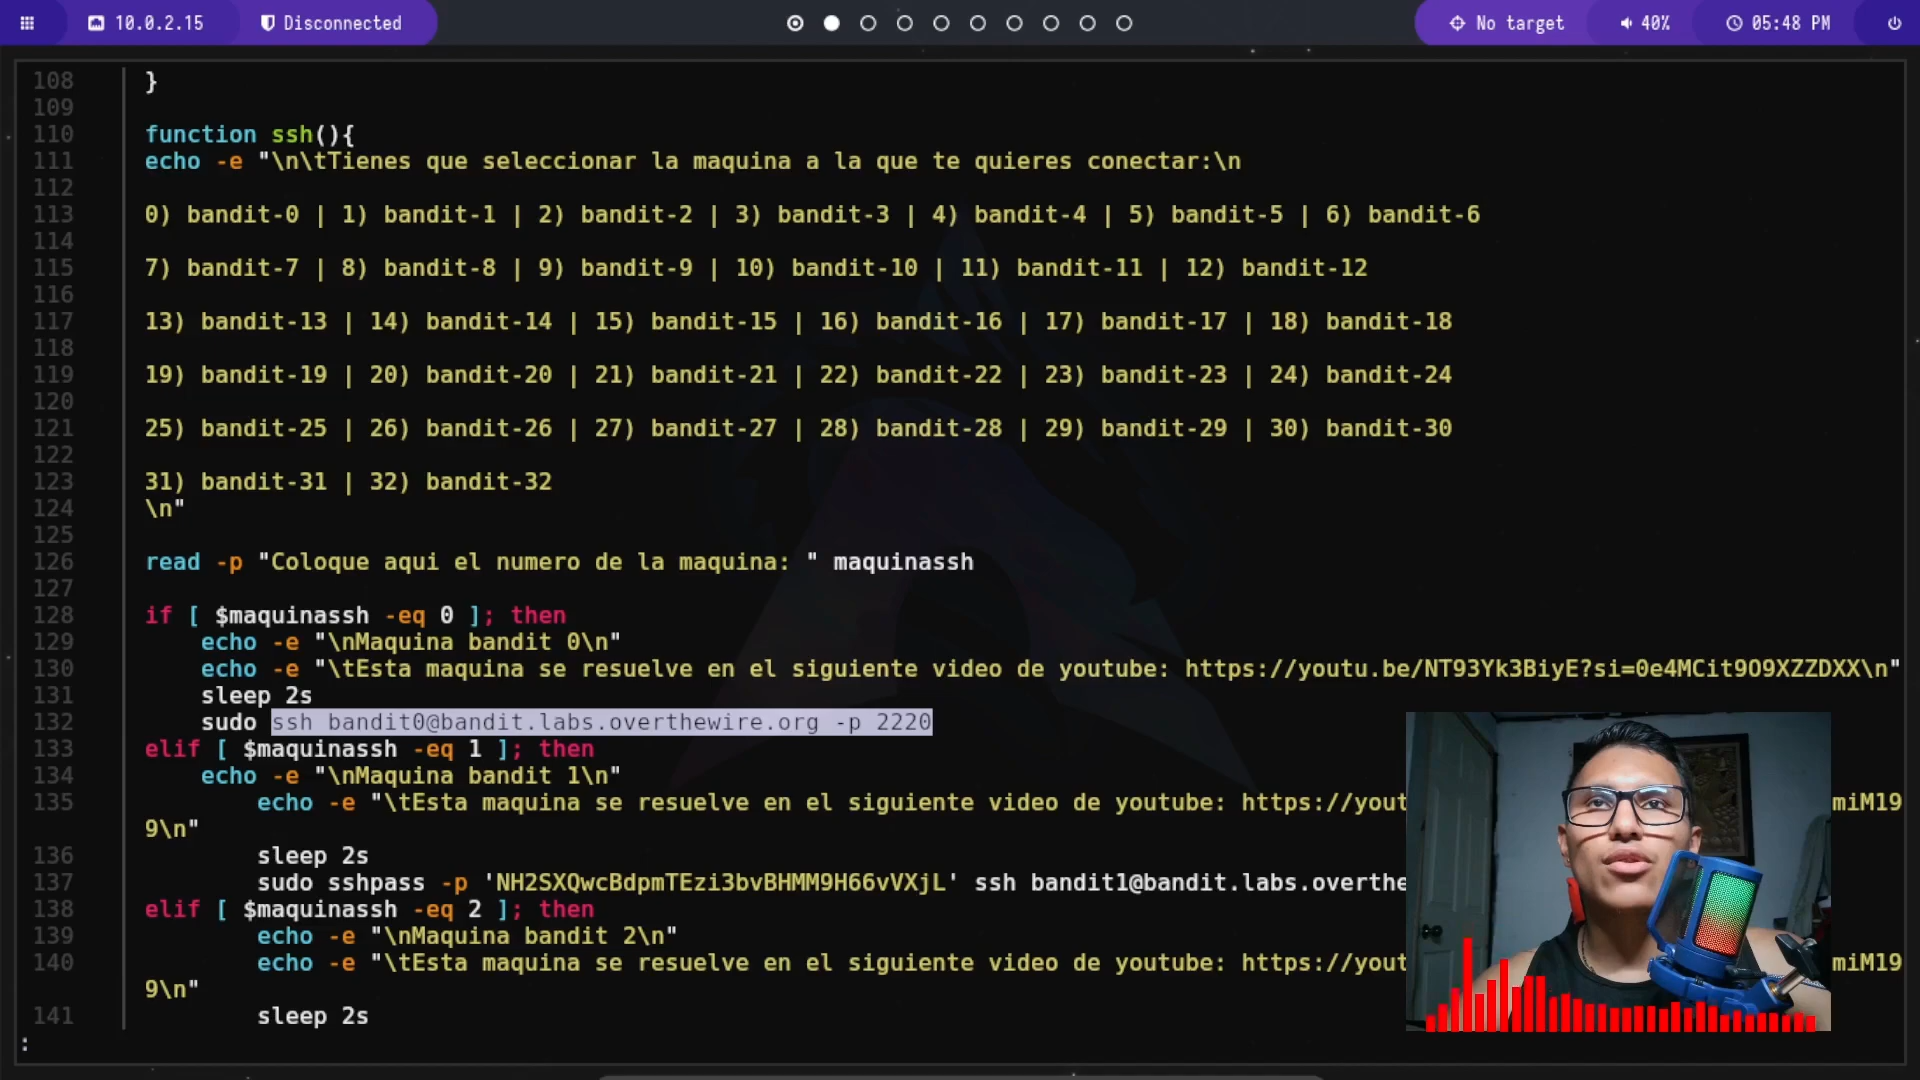 10.0.2.15 Disconnected No target 40% 05:48 PM
108 }
109
110 function ssh(){
111 echo -e "\n\tTienes que seleccionar la maquina a la que te quieres conectar:\n
112
113 0) bandit-0 | 1) bandit-1 | 2) bandit-2 | 3) bandit-3 | 4) bandit-4 | 5) bandit-5 | 6) bandit-6
114
115 7) bandit-7 | 8) bandit-8 | 9) bandit-9 | 10) bandit-10 | 11) bandit-11 | 12) bandit-12
116
117 13) bandit-13 | 14) bandit-14 | 15) bandit-15 | 16) bandit-16 | 17) bandit-17 | 18) bandit-18
118
119 19) bandit-19 | 20) bandit-20 | 21) bandit-21 | 22) bandit-22 | 23) bandit-23 | 24) bandit-24
120
121 25) bandit-25 | 26) bandit-26 | 27) bandit-27 | 28) bandit-28 | 29) bandit-29 | 30) bandit-30
122
123 31) bandit-31 | 32) bandit-32
124 \n"
125
126 read -p "Coloque aqui el numero de la maquina: " maquinassh
127
128 if [ $maquinassh -eq 0 ]; then
129 echo -e "\nMaquina bandit 0\n"
130 echo -e "\tEsta maquina se resuelve en el siguiente video de youtube: https://youtu.be/NT93Yk3BiyE?si=0e4MCit9O9XZZDXX\n"
131 sleep 2s
132 sudo ssh bandit0@bandit.labs.overthewire.org -p 2220
133 elif [ $maquinassh -eq 1 ]; then
134 echo -e "\nMaquina bandit 1\n"
135 echo -e "\tEsta maquina se resuelve en el siguiente video de youtube: https://yout miM19
9\n"
136 sleep 2s
137 sudo sshpass -p 'NH2SXQwcBdpmTEzi3bvBHMM9H66vVXjL' ssh bandit1@bandit.labs.overthe
138 elif [ $maquinassh -eq 2 ]; then
139 echo -e "\nMaquina bandit 2\n"
140 echo -e "\tEsta maquina se resuelve en el siguiente video de youtube: https://yout miM19
9\n"
141 sleep 2s
: